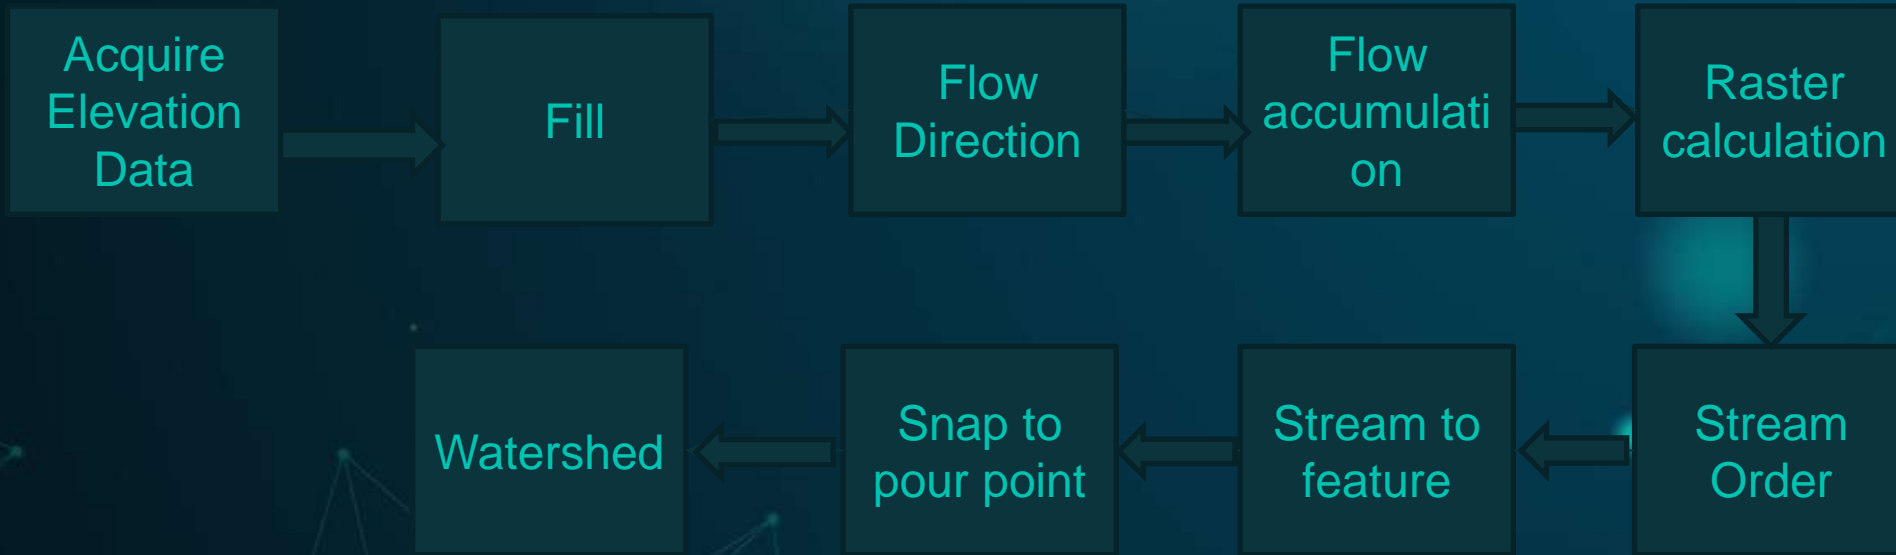 Acquire
Elevation
Data
Fill
Flow
Direction
Flow
accumulati
on
Raster
calculation
Stream
Order
Stream to
feature
Snap to
pour point
Watershed